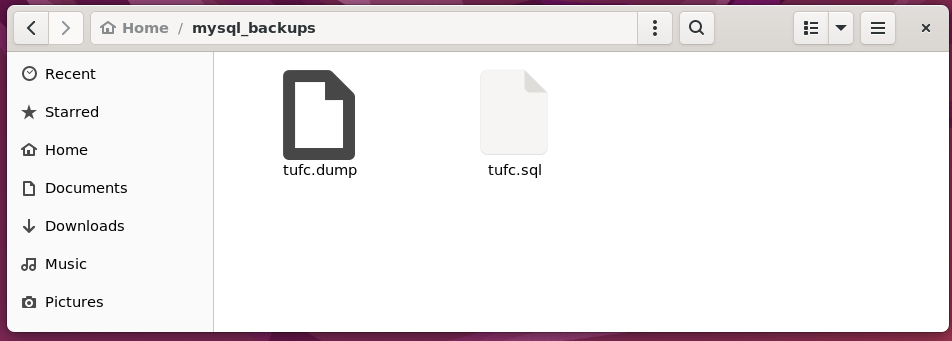 Home / mysql_backups
Recent
Starred
Home
Documents
Downloads
Music
Pictures
tufc.dump
tufc.sql